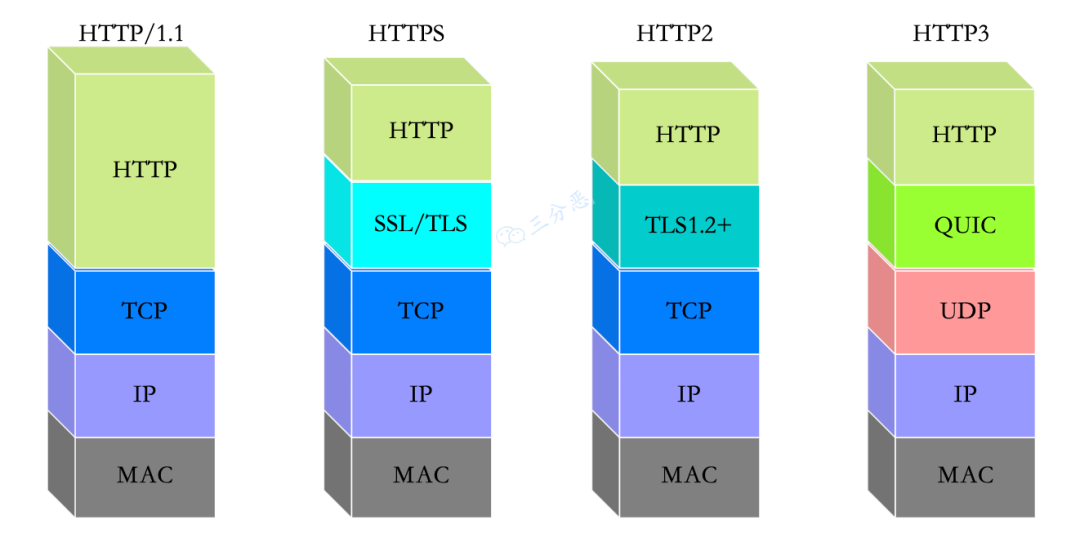 HTTP/1.1
HTTP
TCP
IP
MAC
HTTPS
HTTP
SSL/TLS
TCP
IP
MAC
HTTP2
HTTP
TLS1.2+
TCP
IP
MAC
HTTP3
HTTP
QUIC
UDP
IP
MAC
三分恶